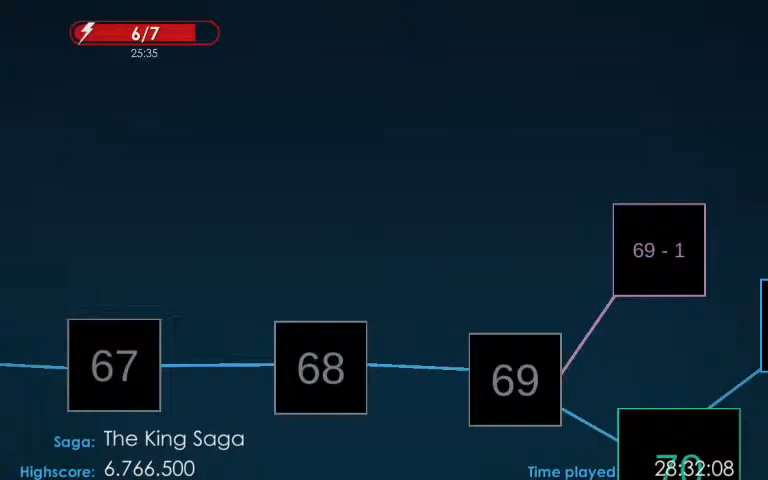 6/7
25:35
69 - 1
67
68
69
70
Saga: The King Saga
Highscore: 6.766.500
Time played: 28:32:08